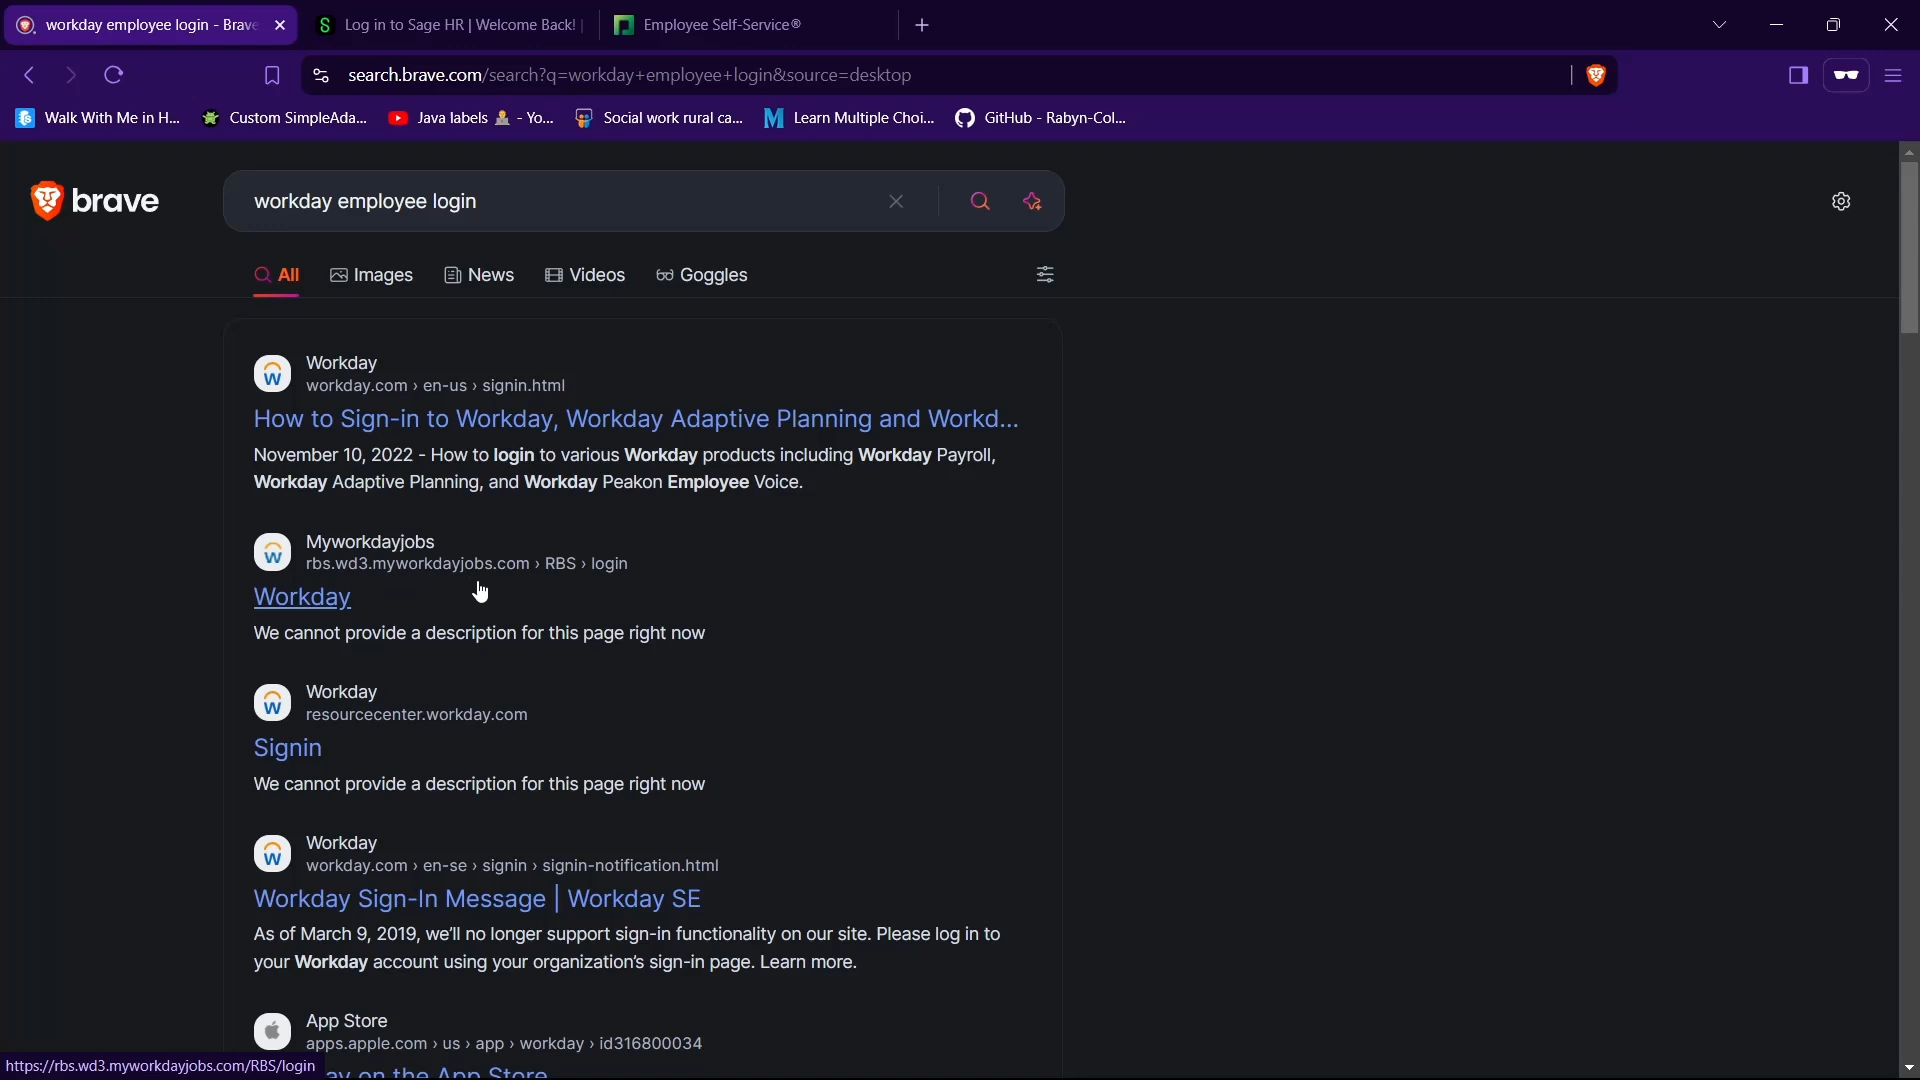 workday employee login - Brave
Log in to Sage HR | Welcome Back!
Employee Self-Service®
search.brave.com/search?q=workday+employee+login&source=desktop
Walk With Me in H...
Custom SimpleAda...
Java labels - Yo...
Social work rural ca...
Learn Multiple Choi...
GitHub - Rabyn-Col...
brave
workday employee login
All
Images
News
Videos
Goggles
Workday
workday.com › en-us › signin.html
How to Sign-in to Workday, Workday Adaptive Planning and Workd...
November 10, 2022 - How to login to various Workday products including Workday Payroll,
Workday Adaptive Planning, and Workday Peakon Employee Voice.
Myworkdayjobs
rbs.wd3.myworkdayjobs.com › RBS › login
Workday
We cannot provide a description for this page right now
Workday
resourcecenter.workday.com
Signin
We cannot provide a description for this page right now
Workday
workday.com › en-se › signin › signin-notification.html
Workday Sign-In Message | Workday SE
As of March 9, 2019, we'll no longer support sign-in functionality on our site. Please log in to
your Workday account using your organization's sign-in page. Learn more.
App Store
apps.apple.com › us › app › workday › id316800034
https://rbs.wd3.myworkdayjobs.com/RBS/login
ay on the App Store